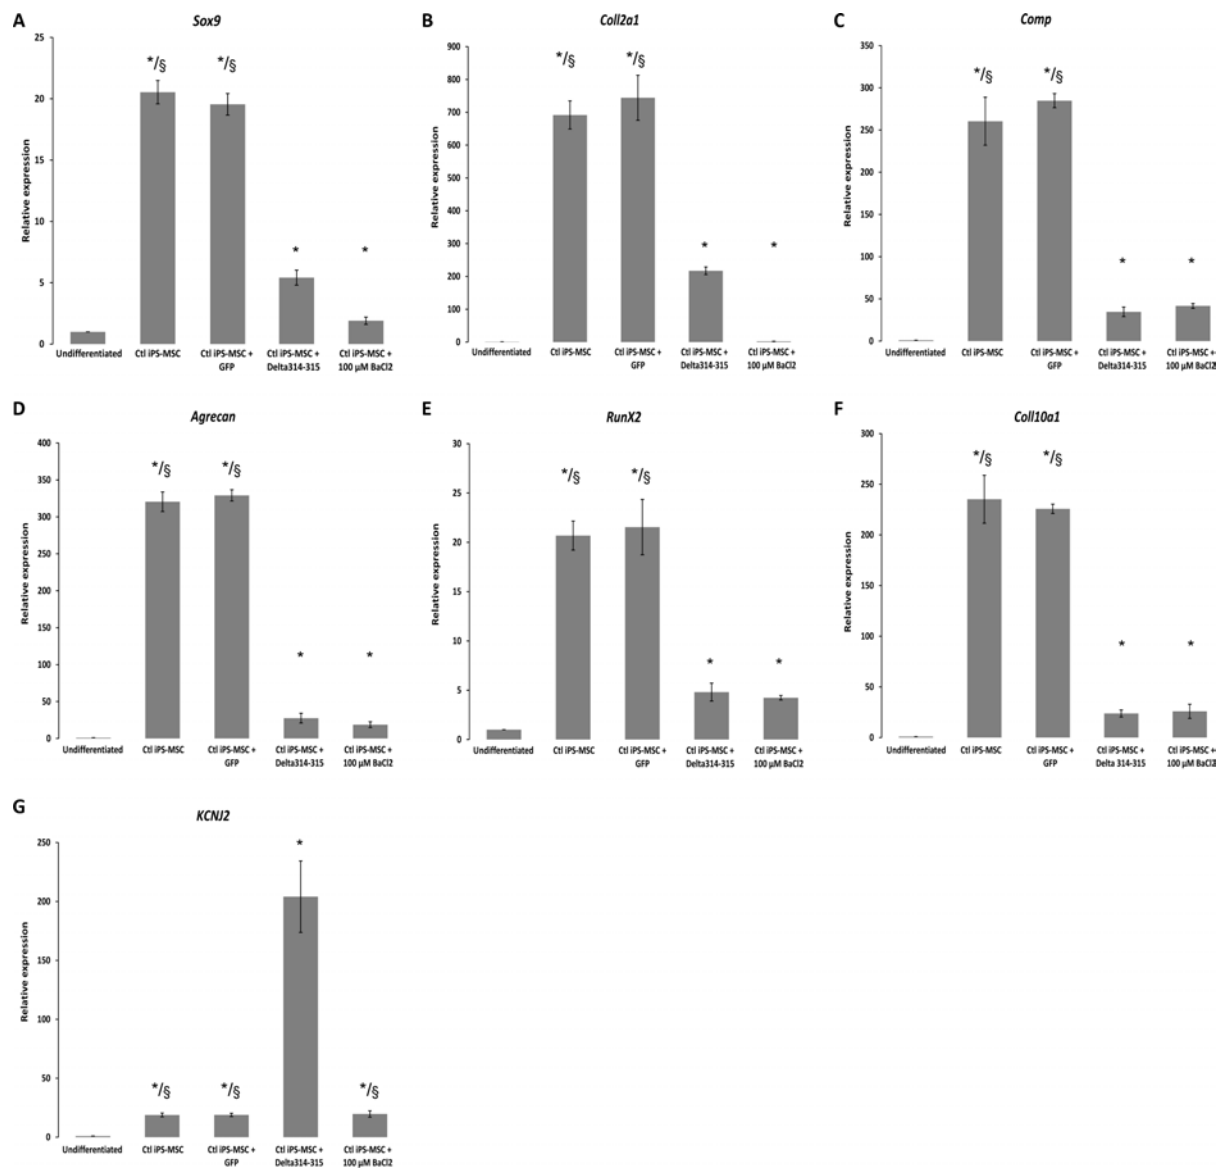 A
Sox9
25
20
15
10
5
0
Relative expression
*/§
*/§
*
*
Undifferentiated
Ctl iPS-MSC
Ctl iPS-MSC +
GFP
Ctl iPS-MSC +
Delta314-315
Ctl iPS-MSC +
100 µM BaCl2
B
Coll2a1
900
800
700
600
500
400
300
200
100
0
Relative expression
*/§
*/§
*
*
Undifferentiated
Ctl iPS-MSC
Ctl iPS-MSC +
GFP
Ctl iPS-MSC +
Delta314-315
Ctl iPS-MSC +
100 µM BaCl2
C
Comp
350
300
250
200
150
100
50
0
Relative expression
*/§
*/§
*
*
Undifferentiated
Ctl iPS-MSC
Ctl iPS-MSC +
GFP
Ctl iPS-MSC +
Delta314-315
Ctl iPS-MSC +
100 µM BaCl2
D
Agrecan
400
350
300
250
200
150
100
50
0
Relative expression
*/§
*/§
*
*
Undifferentiated
Ctl iPS-MSC
Ctl iPS-MSC +
GFP
Ctl iPS-MSC +
Delta314-315
Ctl iPS-MSC +
100 µM BaCl2
E
RunX2
30
25
20
15
10
5
0
Relative expression
*/§
*/§
*
*
Undifferentiated
Ctl iPS-MSC
Ctl iPS-MSC +
GFP
Ctl iPS-MSC +
Delta314-315
Ctl iPS-MSC +
100 µM BaCl2
F
Coll10a1
300
250
200
150
100
50
0
Relative expression
*/§
*/§
*
*
Undifferentiated
Ctl iPS-MSC
Ctl iPS-MSC +
GFP
Ctl iPS-MSC +
Delta 314-315
Ctl iPS-MSC +
100 µM BaCl2
G
KCNJ2
250
200
150
100
50
0
Relative expression
*/§
*/§
*
*/§
Undifferentiated
Ctl iPS-MSC
Ctl iPS-MSC +
GFP
Ctl iPS-MSC +
Delta314-315
Ctl iPS-MSC +
100 µM BaCl2